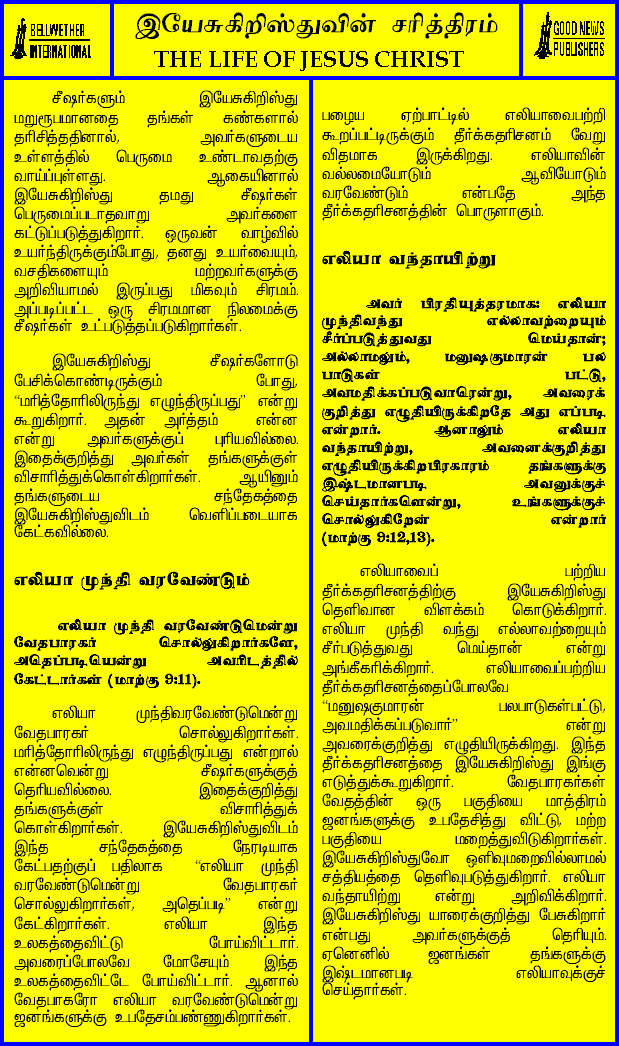 BELLWETHER
INTERNATIONAL
இயேசுகிறிஸ்துவின் சரித்திரம்
THE LIFE OF JESUS CHRIST
GOOD NEWS
PUBLISHERS
சீஷர்களும் இயேசுகிறிஸ்து
மறுரூபமானதை தங்கள் கண்களால்
தரிசித்ததினால், அவர்களுடைய
உள்ளத்தில் பெருமை உண்டாவதற்கு
வாய்ப்புள்ளது. ஆகையினால்
இயேசுகிறிஸ்து தமது சீஷர்கள்
பெருமைப்படாதவாறு அவர்களை
கட்டுப்படுத்துகிறார். ஒருவன் வாழ்வில்
உயர்ந்திருக்கும்போது, தனது உயர்வையும்,
வசதிகளையும் மற்றவர்களுக்கு
அறிவியாமல் இருப்பது மிகவும் சிரமம்.
அப்படிப்பட்ட ஒரு சிரமமான நிலமைக்கு
சீஷர்கள் உட்படுத்தப்படுகிறார்கள்.
இயேசுகிறிஸ்து சீஷர்களோடு
பேசிக்கொண்டிருக்கும் போது,
“மரித்தோரிலிருந்து எழுந்திருப்பது” என்று
கூறுகிறார். அதன் அர்த்தம் என்ன
என்று அவர்களுக்குப் புரியவில்லை.
இதைக்குறித்து அவர்கள் தங்களுக்குள்
விசாரித்துக்கொள்கிறார்கள். ஆயினும்
தங்களுடைய சந்தேகத்தை
இயேசுகிறிஸ்துவிடம் வெளிப்படையாக
கேட்கவில்லை.
எலியா முந்தி வரவேண்டும்
எலியா முந்தி வரவேண்டுமென்று
வேதபாரகர் சொல்லுகிறார்களே,
அதெப்படியென்று அவரிடத்தில்
கேட்டார்கள் (மாற்கு 9:11).
எலியா முந்திவரவேண்டுமென்று
வேதபாரகர் சொல்லுகிறார்கள்.
மரித்தோரிலிருந்து எழுந்திருப்பது என்றால்
என்னவென்று சீஷர்களுக்குத்
தெரியவில்லை. இதைக்குறித்து
தங்களுக்குள் விசாரித்துக்
கொள்கிறார்கள். இயேசுகிறிஸ்துவிடம்
இந்த சந்தேகத்தை நேரடியாக
கேட்பதற்குப் பதிலாக “எலியா முந்தி
வரவேண்டுமென்று வேதபாரகர்
சொல்லுகிறார்கள், அதெப்படி” என்று
கேட்கிறார்கள். எலியா இந்த
உலகத்தைவிட்டு போய்விட்டார்.
அவரைப்போலவே மோசேயும் இந்த
உலகத்தைவிட்டே போய்விட்டார். ஆனால்
வேதபாகரோ எலியா வரவேண்டுமென்று
ஜனங்களுக்கு உபதேசம்பண்ணுகிறார்கள்.
பழைய ஏற்பாட்டில் எலியாவைபற்றி
கூறப்பட்டிருக்கும் தீர்க்கதரிசனம் வேறு
விதமாக இருக்கிறது. எலியாவின்
வல்லமையோடும் ஆவியோடும்
வரவேண்டும் என்பதே அந்த
தீர்க்கதரிசனத்தின் பொருளாகும்.
எலியா வந்தாயிற்று
அவர் பிரதியுத்தரமாக: எலியா
முந்திவந்து எல்லாவற்றையும்
சீர்ப்படுத்துவது மெய்தான்;
அல்லாமலும், மனுஷகுமாரன் பல
பாடுகள் பட்டு,
அவமதிக்கப்படுவாரென்று, அவரைக்
குறித்து எழுதியிருக்கிறதே அது எப்படி
என்றார். ஆனாலும் எலியா
வந்தாயிற்று, அவனைக்குறித்து
எழுதியிருக்கிறபிரகாரம் தங்களுக்கு
இஷ்டமானபடி அவனுக்குச்
செய்தார்களென்று, உங்களுக்குச்
சொல்லுகிறேன் என்றார்
(மாற்கு 9:12,13).
எலியாவைப் பற்றிய
தீர்க்கதரிசனத்திற்கு இயேசுகிறிஸ்து
தெளிவான விளக்கம் கொடுக்கிறார்.
எலியா முந்தி வந்து எல்லாவற்றையும்
சீர்படுத்துவது மெய்தான் என்று
அங்கீகரிக்கிறார். எலியாவைப்பற்றிய
தீர்க்கதரிசனத்தைப்போலவே
“மனுஷகுமாரன் பலபாடுகள்பட்டு,
அவமதிக்கப்படுவார்” என்று
அவரைக்குறித்து எழுதியிருக்கிறது. இந்த
தீர்க்கதரிசனத்தை இயேசுகிறிஸ்து இங்கு
எடுத்துக்கூறுகிறார். வேதபாரகர்கள்
வேதத்தின் ஒரு பகுதியை மாத்திரம்
ஜனங்களுக்கு உபதேசித்து விட்டு, மற்ற
பகுதியை மறைத்துவிடுகிறார்கள்.
இயேசுகிறிஸ்துவோ ஒளிவுமறைவில்லாமல்
சத்தியத்தை தெளிவுபடுத்துகிறார். எலியா
வந்தாயிற்று என்று அறிவிக்கிறார்.
இயேசுகிறிஸ்து யாரைக்குறித்து பேசுகிறார்
என்பது அவர்களுக்குத் தெரியும்.
ஏனெனில் ஜனங்கள் தங்களுக்கு
இஷ்டமானபடி எலியாவுக்குச்
செய்தார்கள்.